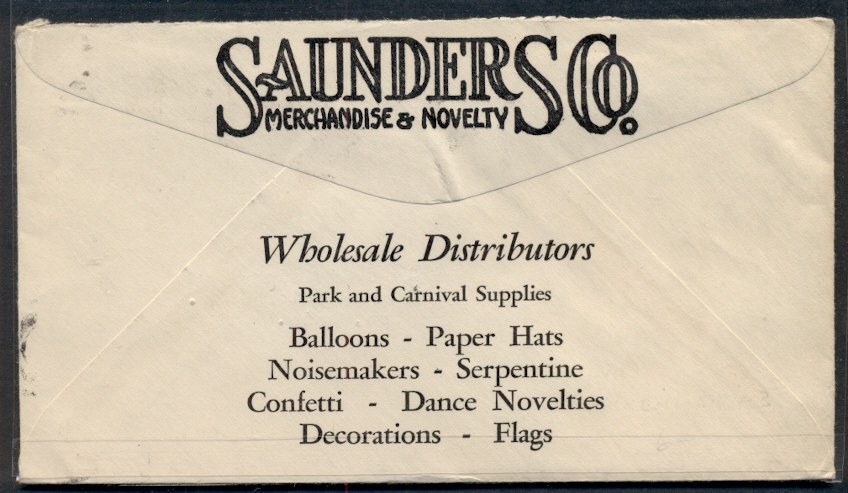 SAUNDERS CO.
MERCHANDISE & NOVELTY
Wholesale Distributors
Park and Carnival Supplies
Balloons - Paper Hats
Noisemakers - Serpentine
Confetti - Dance Novelties
Decorations - Flags